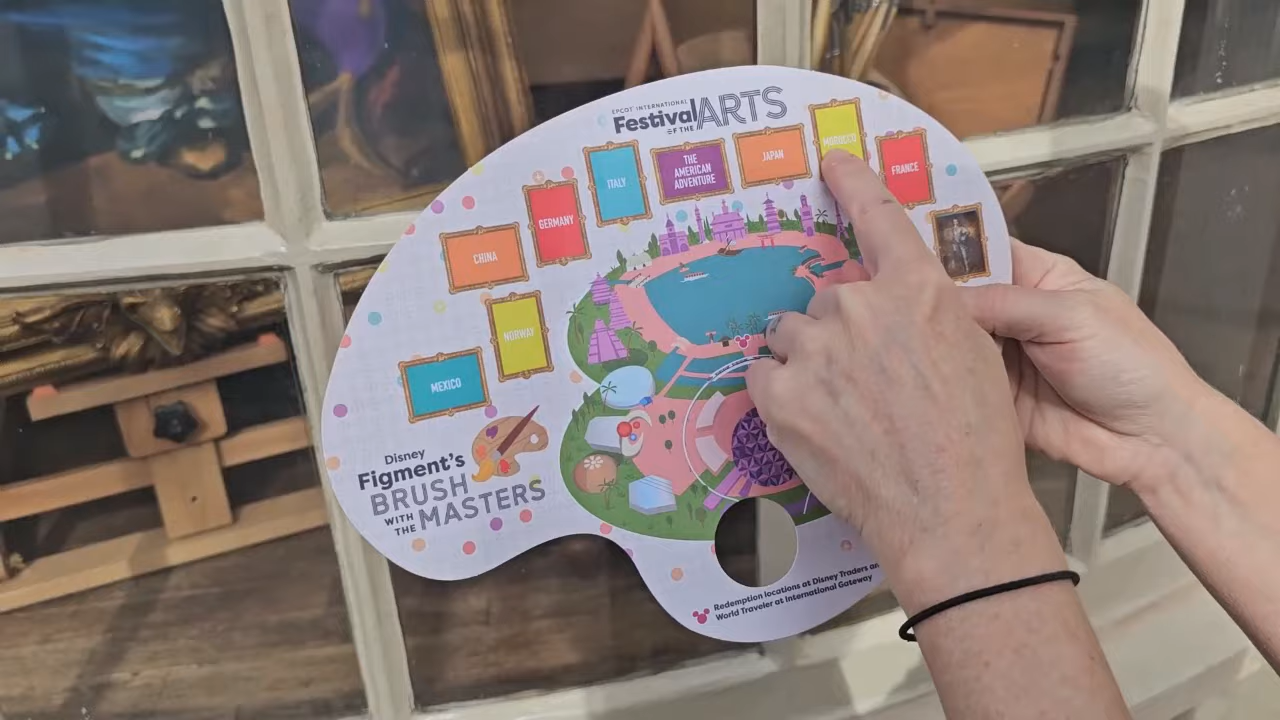 EPCOT INTERNATIONAL
Festival
OF THE
ARTS
MOROCCO
FRANCE
JAPAN
THE
AMERICAN
ADVENTURE
ITALY
GERMANY
CHINA
NORWAY
MEXICO
Disney
Figment's
BRUSH
WITH
THE
MASTERS
Redemption locations at Disney Traders
World Traveler at International Gateway